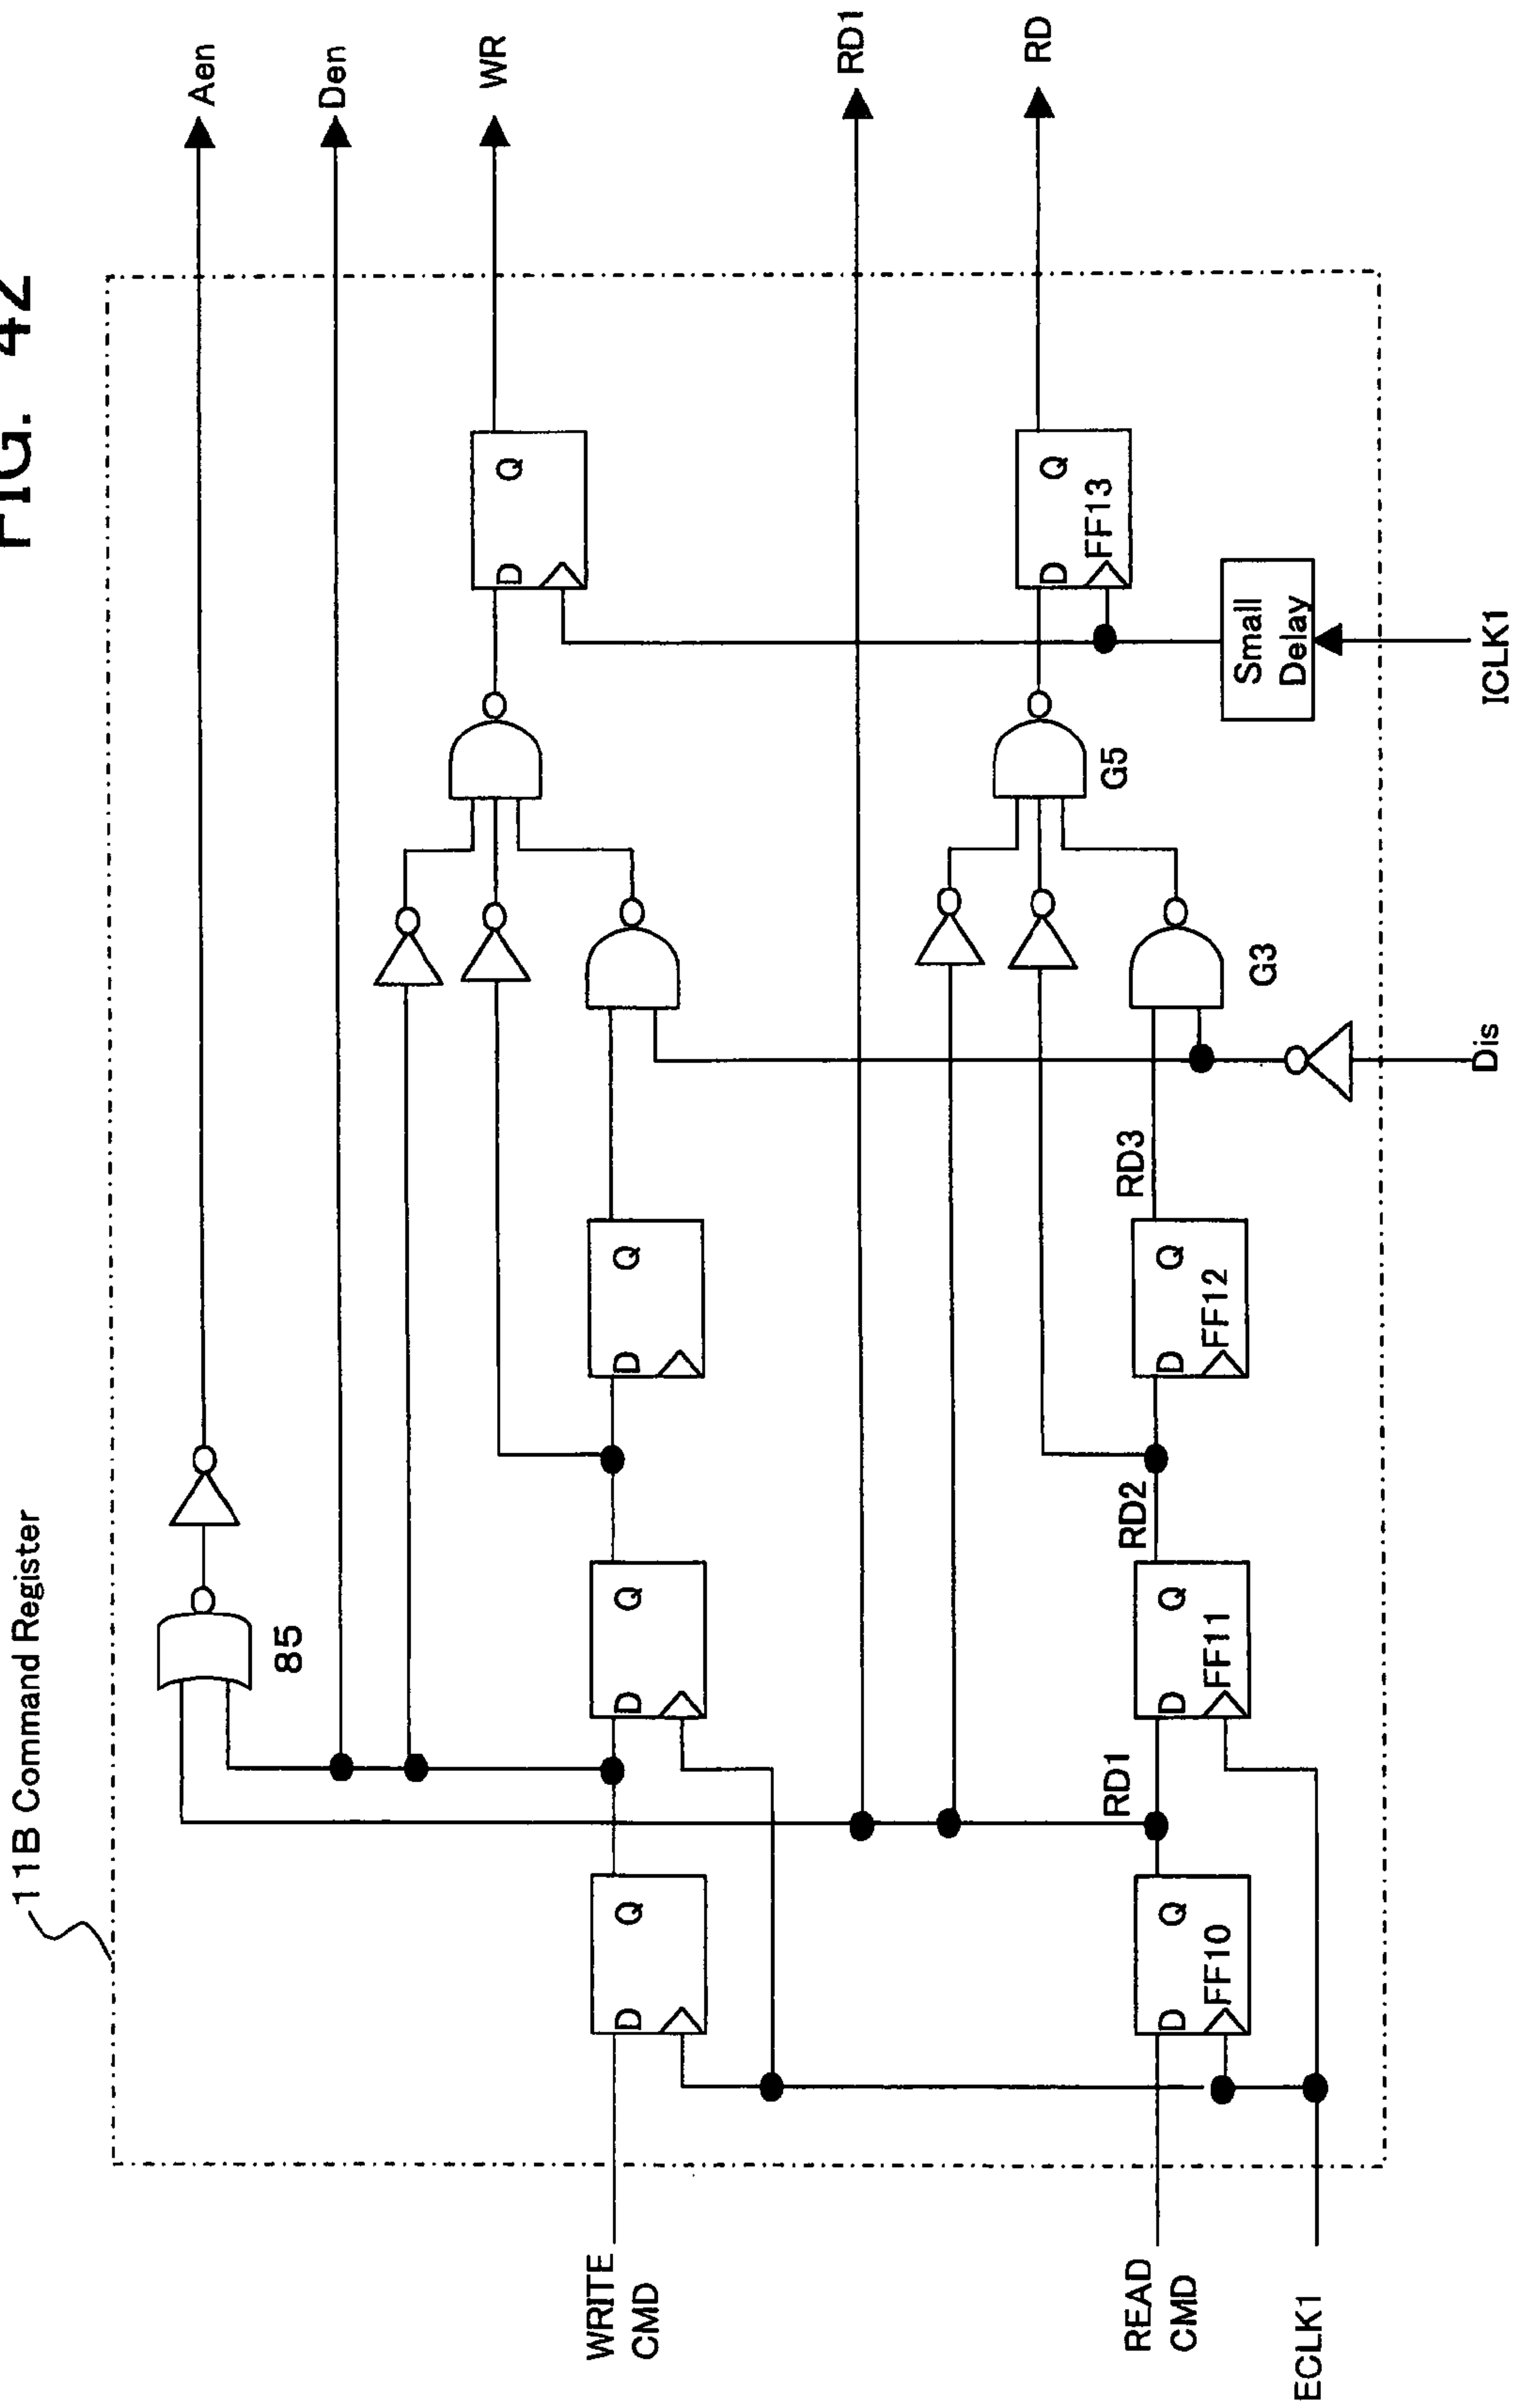 FIG. 42
11B Command Register
Aen
Den
WR
RD1
RD
85
D
Q
D
Q
D
Q
D
Q
WRITE
CMD
RD1
RD2
RD3
D
Q
FF10
D
Q
FF11
D
Q
FF12
G3
G5
D
Q
FF13
READ
CMD
Small
Delay
ECLK1
Dis
ICLK1